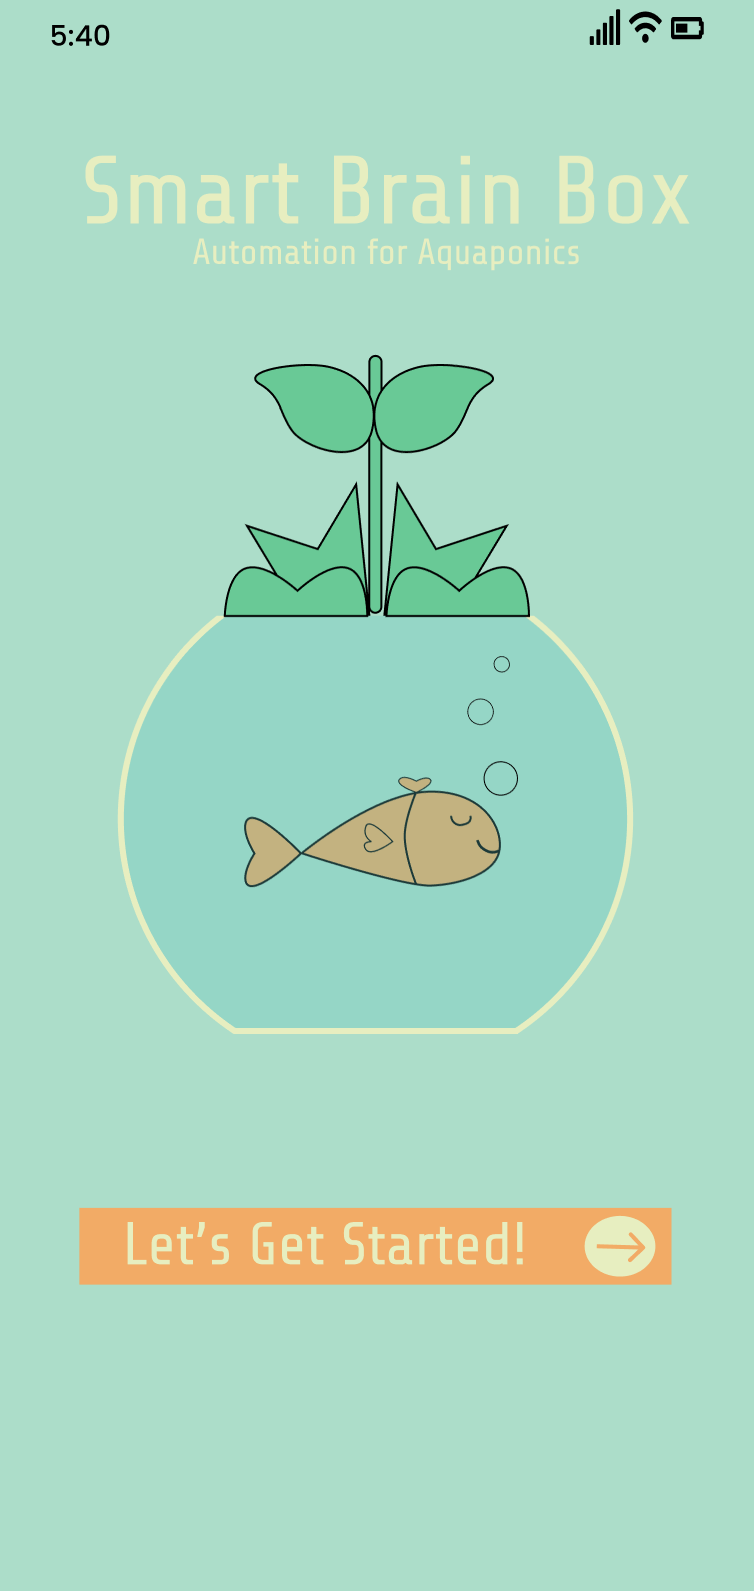 5:40
Smart Brain Box
Automation for Aquaponics
Let’s Get Started!